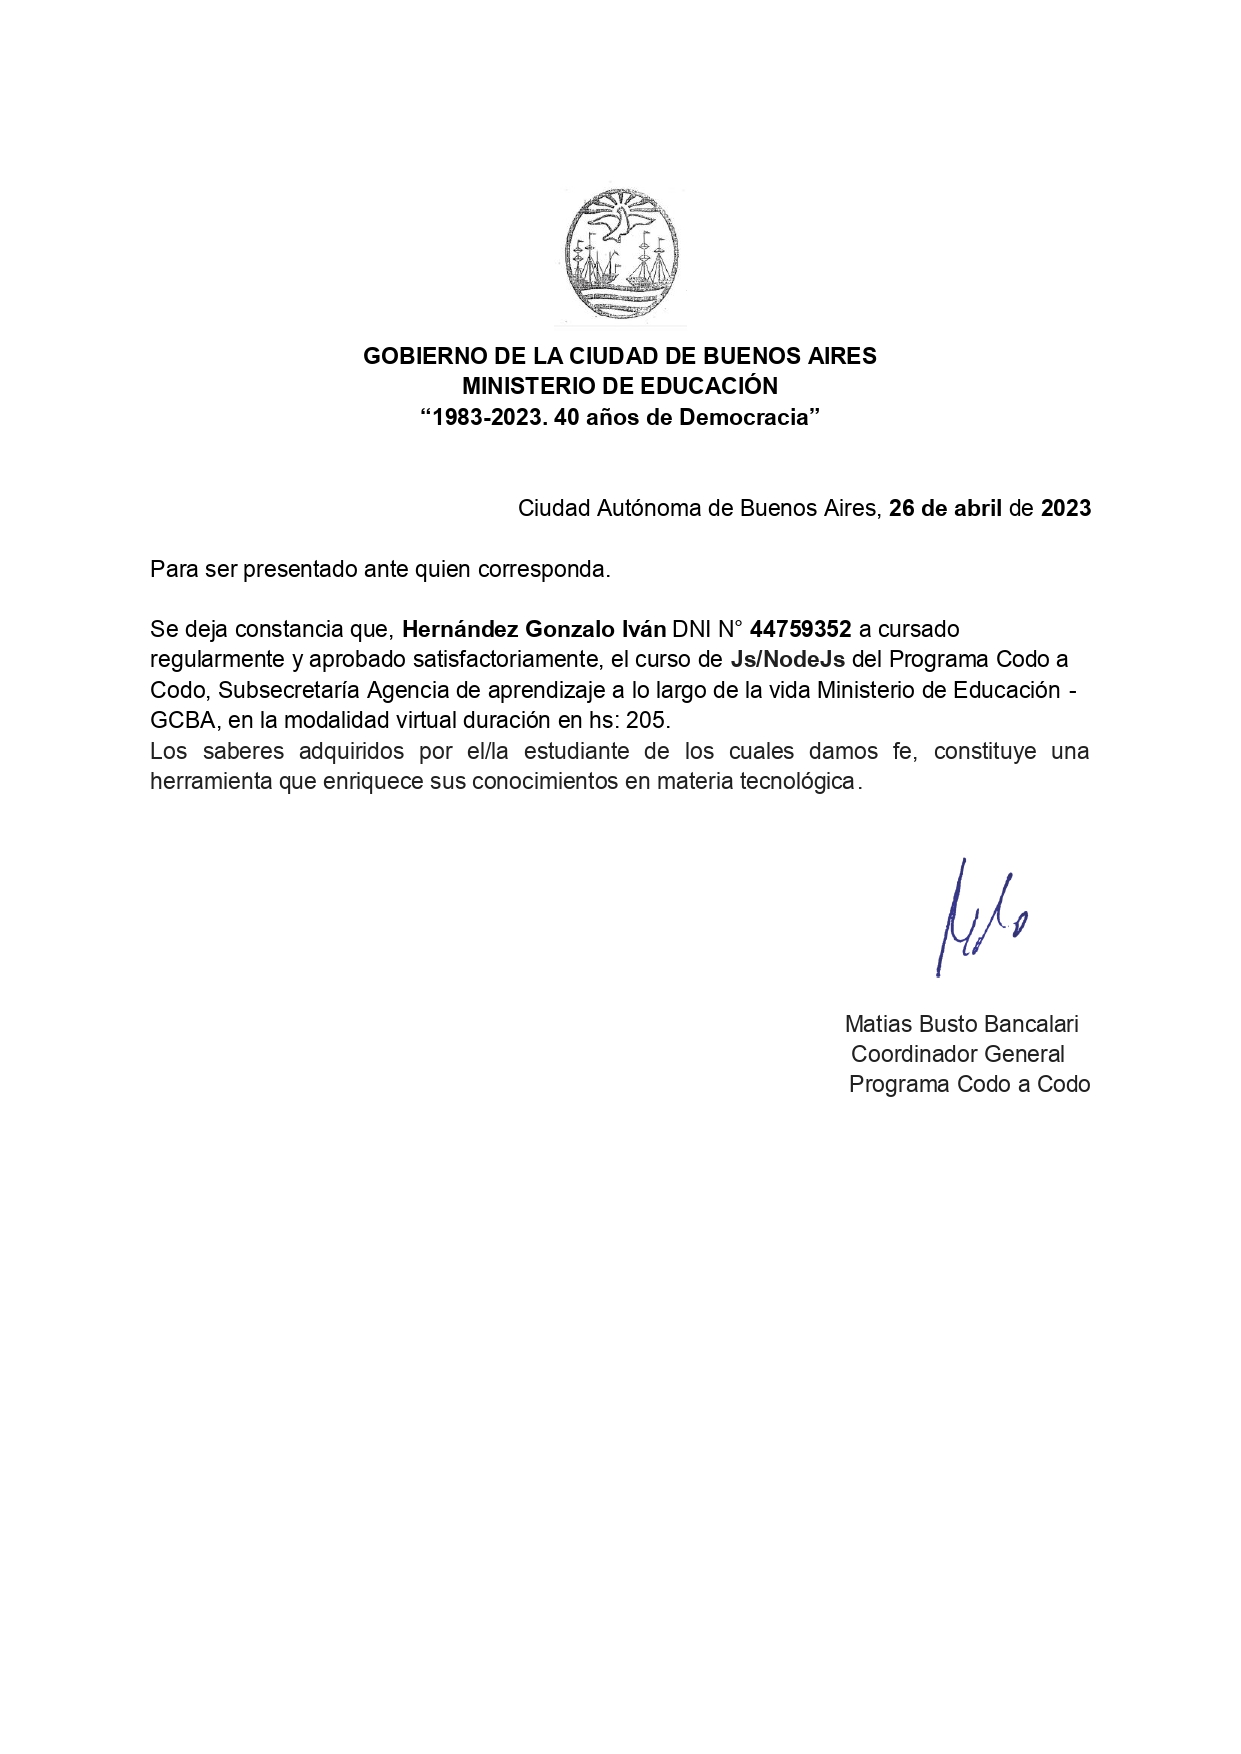 GOBIERNO DE LA CIUDAD DE BUENOS AIRES
MINISTERIO DE EDUCACIÓN
“1983-2023. 40 años de Democracia”
Ciudad Autónoma de Buenos Aires, 26 de abril de 2023
Para ser presentado ante quien corresponda.
Se deja constancia que, Hernández Gonzalo Iván DNI N° 44759352 a cursado
regularmente y aprobado satisfactoriamente, el curso de Js/NodeJs del Programa Codo a
Codo, Subsecretaría Agencia de aprendizaje a lo largo de la vida Ministerio de Educación -
GCBA, en la modalidad virtual duración en hs: 205.
Los saberes adquiridos por el/la estudiante de los cuales damos fe, constituye una
herramienta que enriquece sus conocimientos en materia tecnológica.
Matias Busto Bancalari
Coordinador General
Programa Codo a Codo